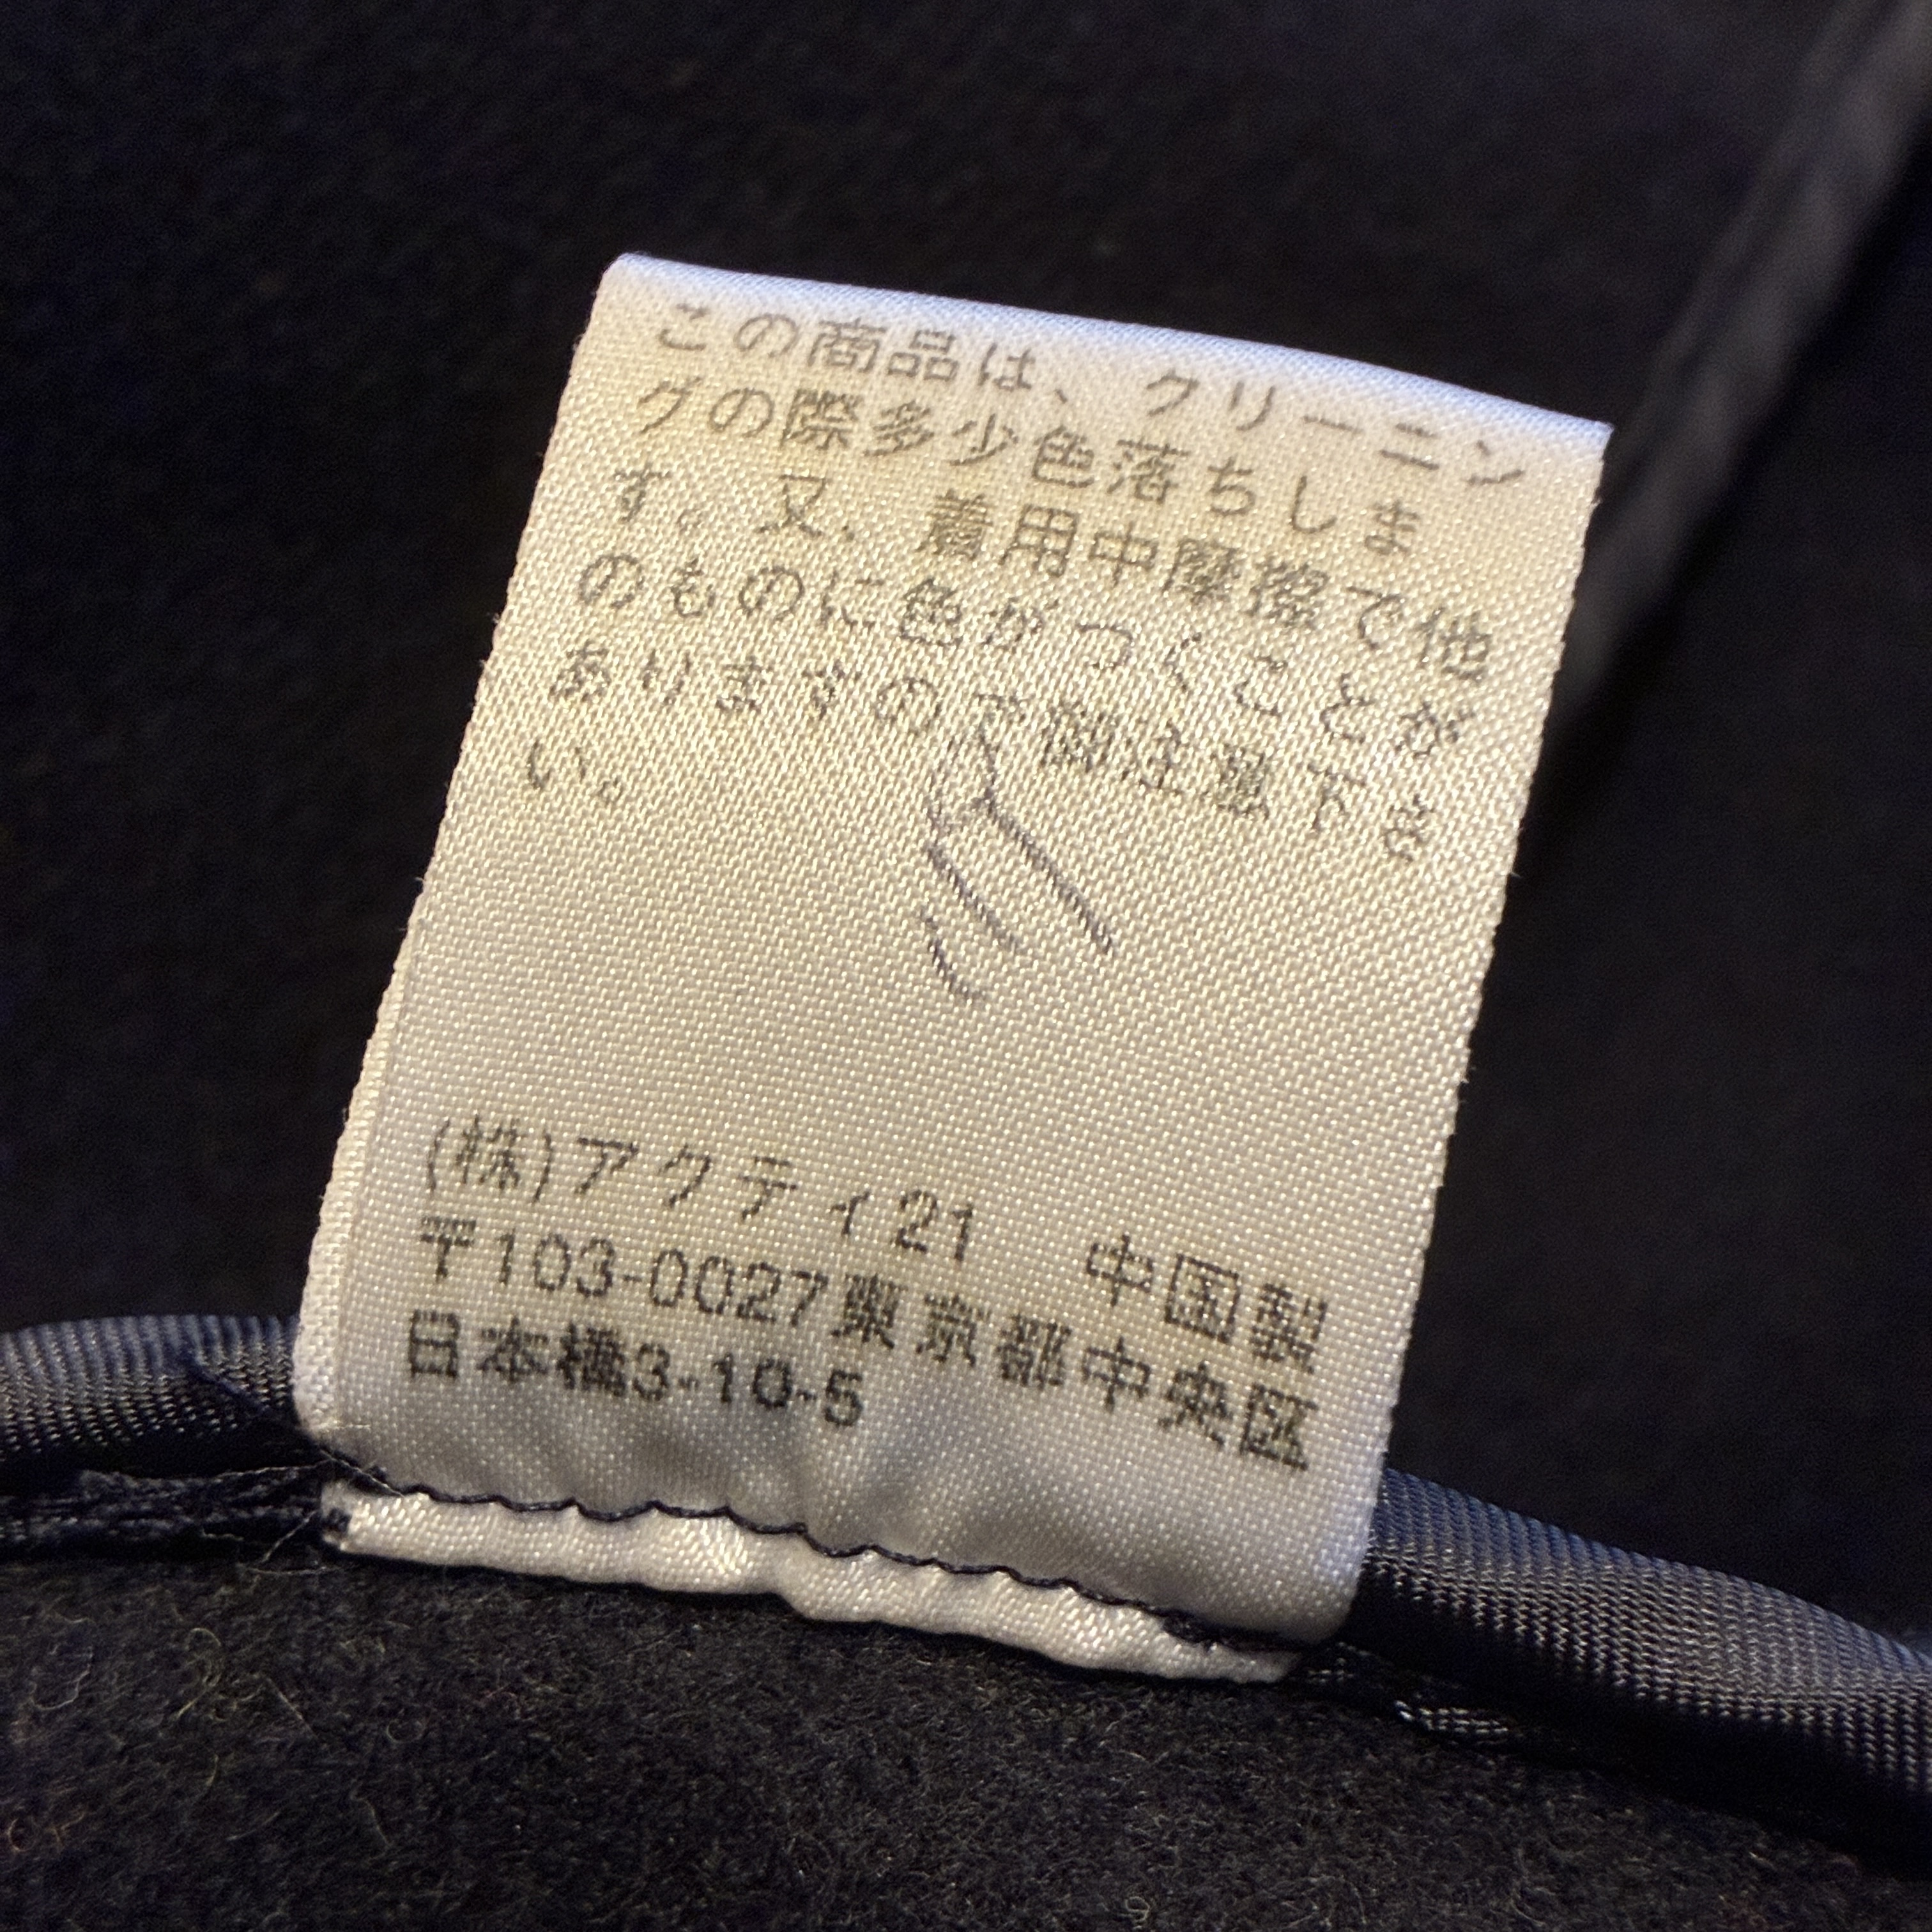 この商品は、クリーニン
グの際多少色落ちしま
す。又、着用中摩擦で他
のものに色がつくことが
ありますので御注意下さ
い。
(株)アクティ21 中国製
〒103-0027東京都中央区
日本橋3-10-5